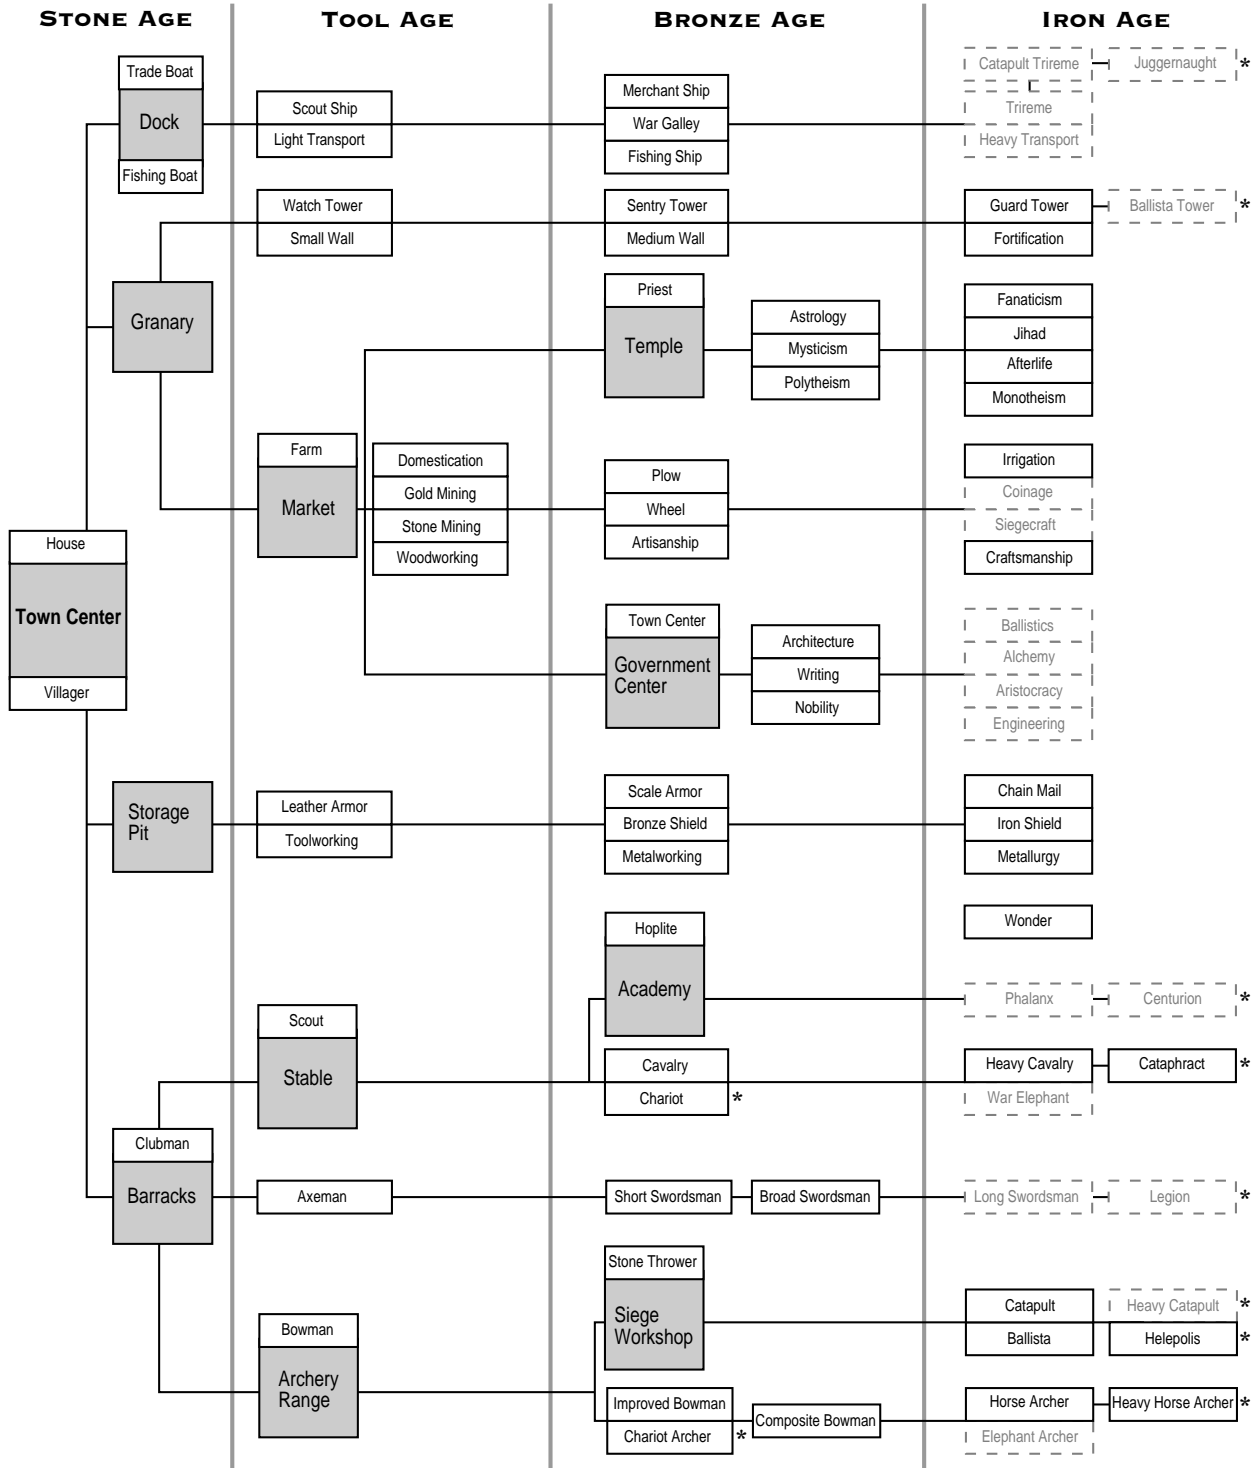 STONE AGE
TOOL AGE
BRONZE AGE
IRON AGE
Trade Boat
Dock
Fishing Boat
Scout Ship
Light Transport
Merchant Ship
War Galley
Fishing Ship
Catapult Trireme
Juggernaught *
Trireme
Heavy Transport
Granary
Watch Tower
Small Wall
Sentry Tower
Medium Wall
Guard Tower
Ballista Tower *
Fortification
Priest
Temple
Astrology
Mysticism
Polytheism
Fanaticism
Jihad
Afterlife
Monotheism
Farm
Market
Domestication
Gold Mining
Stone Mining
Woodworking
Plow
Wheel
Artisanship
Irrigation
Coinage
Siegecraft
Craftsmanship
House
Town Center
Villager
Town Center
Government
Center
Architecture
Writing
Nobility
Ballistics
Alchemy
Aristocracy
Engineering
Storage
Pit
Leather Armor
Toolworking
Scale Armor
Bronze Shield
Metalworking
Chain Mail
Iron Shield
Metallurgy
Wonder
Hoplite
Academy
Phalanx
Centurion *
Scout
Stable
Cavalry
Chariot *
Heavy Cavalry
Cataphract *
War Elephant
Clubman
Barracks
Axeman
Short Swordsman
Broad Swordsman
Long Swordsman
Legion *
Stone Thrower
Siege
Workshop
Catapult
Heavy Catapult *
Ballista
Helepolis *
Bowman
Archery
Range
Improved Bowman
Chariot Archer *
Composite Bowman
Horse Archer
Heavy Horse Archer *
Elephant Archer